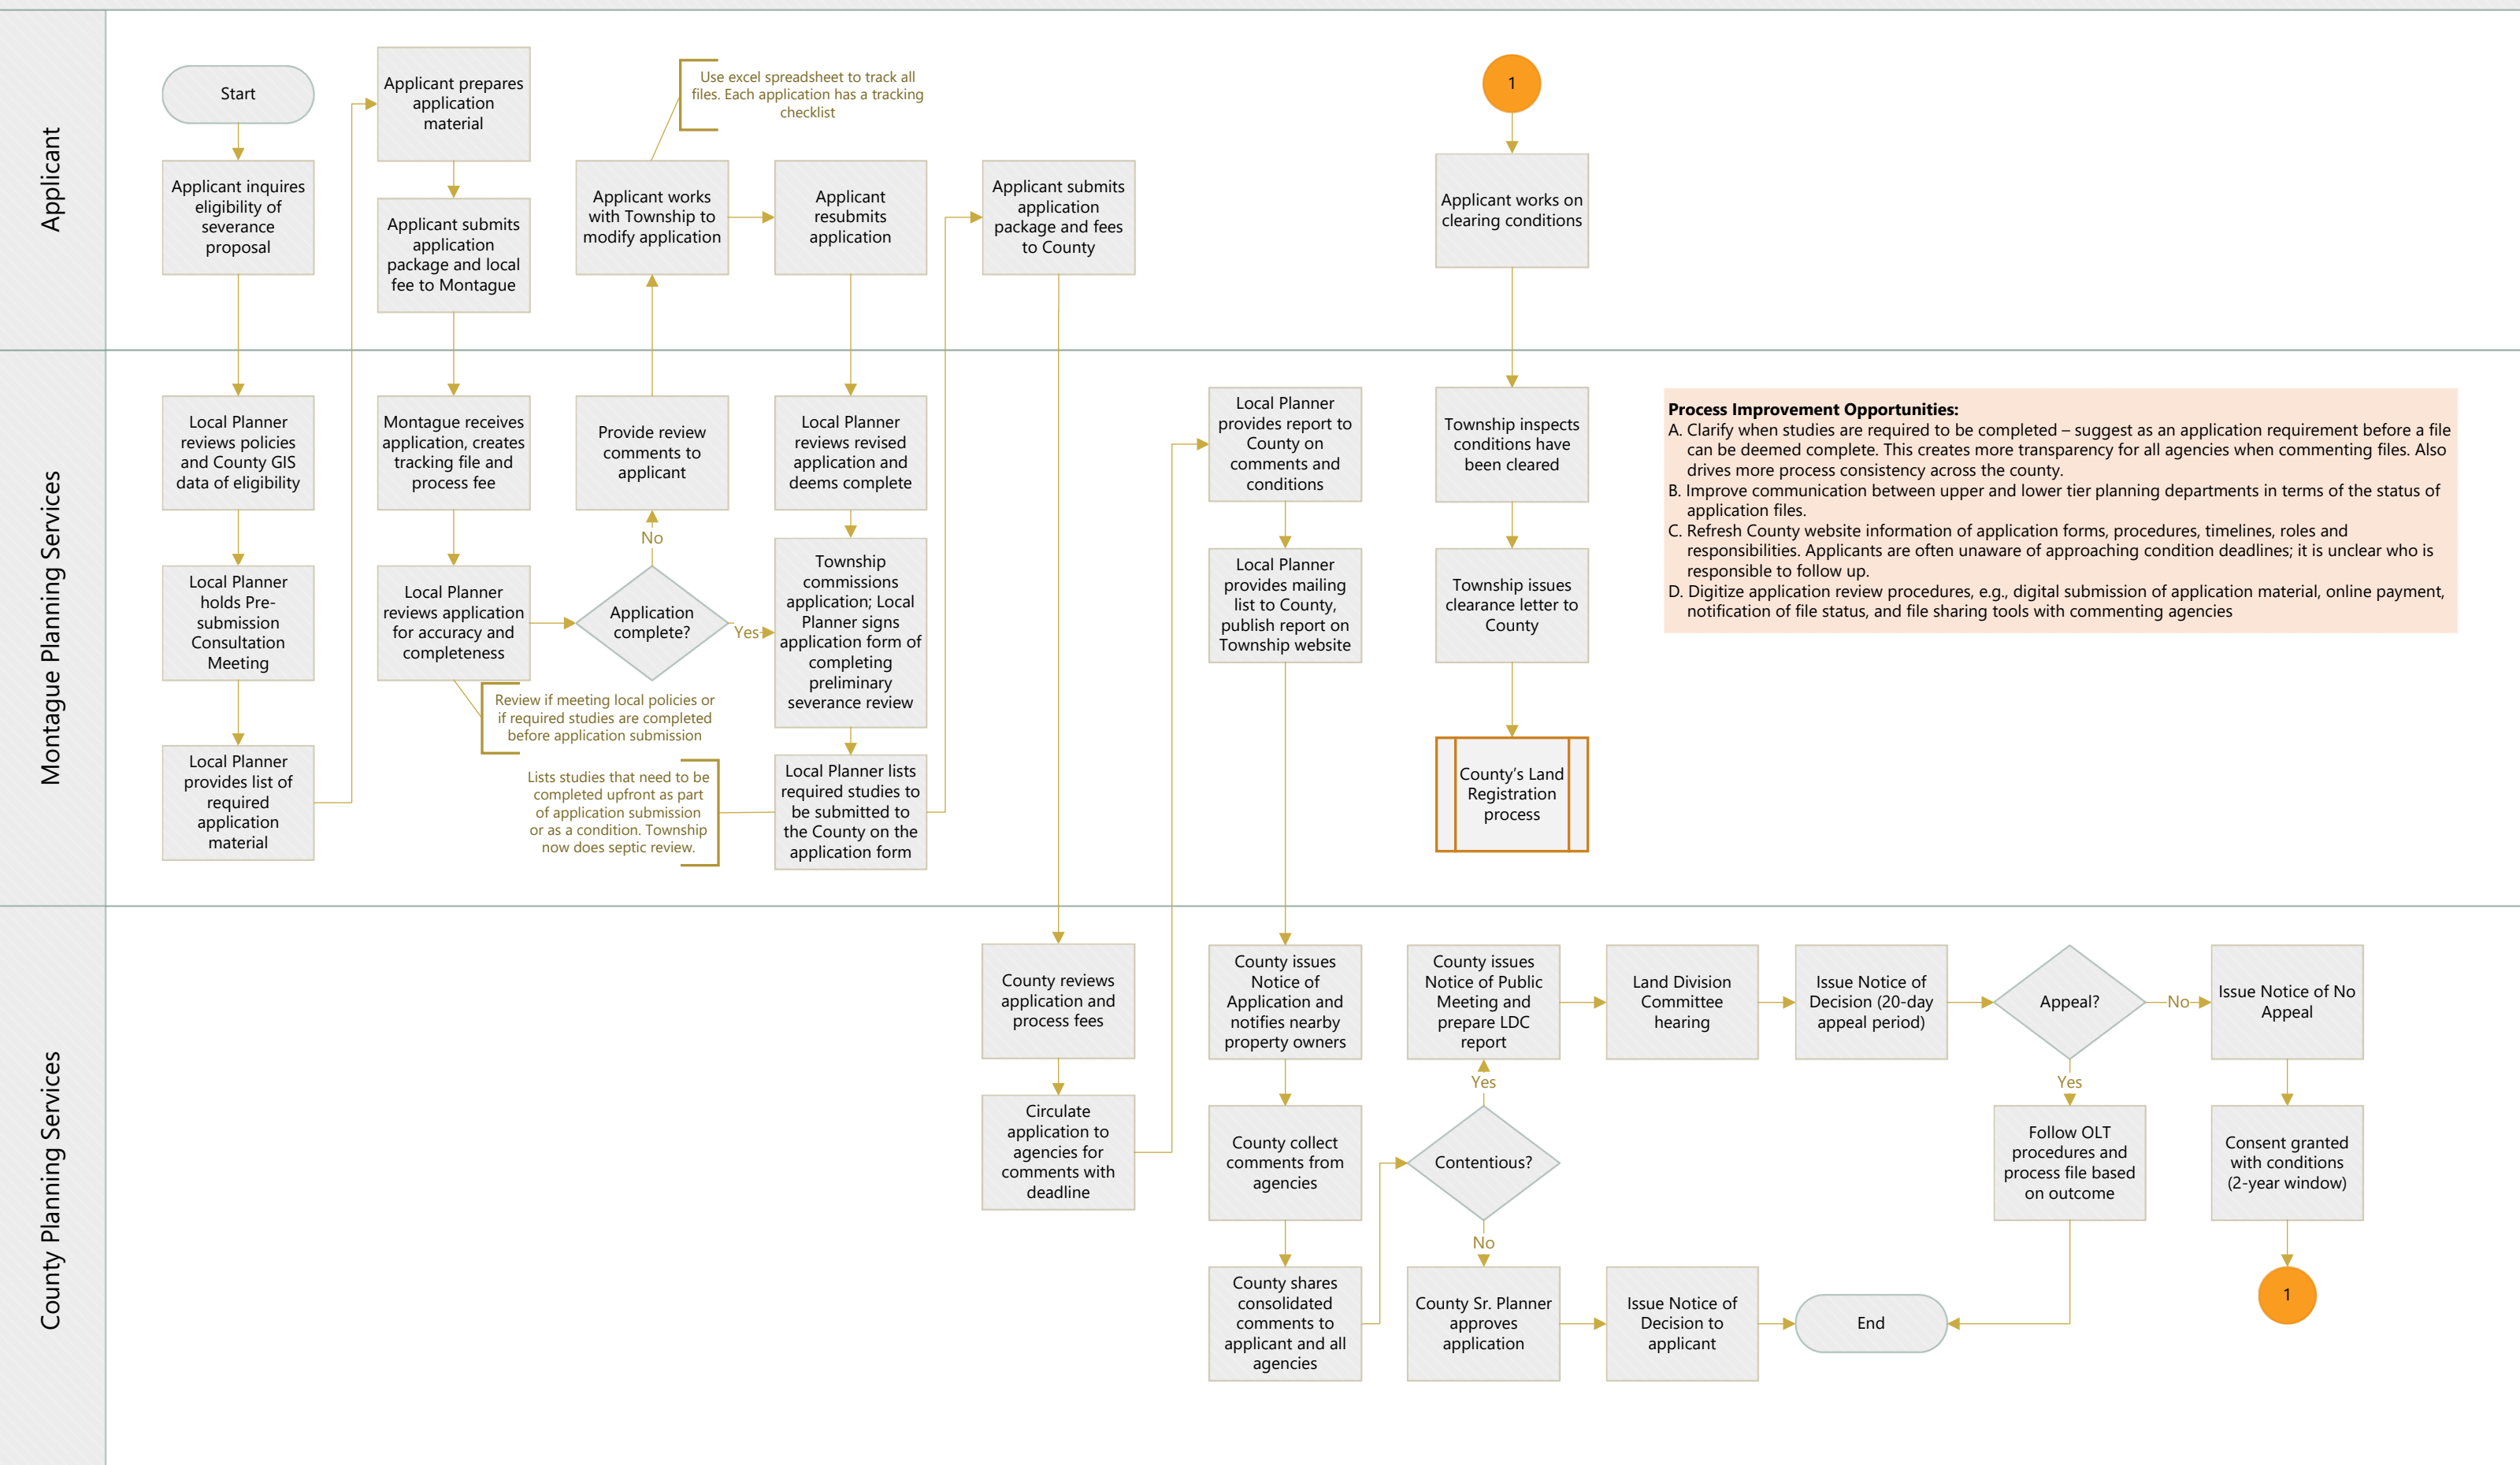 Applicant
Start
Applicant inquires
eligibility of
severance
proposal
Applicant prepares
application
material
Applicant submits
application
package and local
fee to Montague
Applicant works
with Township to
modify application
Use excel spreadsheet to track all
files. Each application has a tracking
checklist
Applicant
resubmits
application
Applicant submits
application
package and fees
to County
1
Applicant works on
clearing conditions
Montague Planning Services
Local Planner
reviews policies
and County GIS
data of eligibility
Local Planner
holds Pre-
submission
Consultation
Meeting
Local Planner
provides list of
required
application
material
Montague receives
application, creates
tracking file and
process fee
Local Planner
reviews application
for accuracy and
completeness
Review if meeting local policies or
if required studies are completed
before application submission
Provide review
comments to
applicant
No
Application
complete?
Yes
Local Planner
reviews revised
application and
deems complete
Township
commissions
application; Local
Planner signs
application form of
completing
preliminary
severance review
Local Planner lists
required studies to
be submitted to
the County on the
application form
Lists studies that need to be
completed upfront as part
of application submission
or as a condition. Township
now does septic review.
Local Planner
provides report to
County on
comments and
conditions
Local Planner
provides mailing
list to County,
publish report on
Township website
Township inspects
conditions have
been cleared
Township issues
clearance letter to
County
County's Land
Registration
process
Process Improvement Opportunities:
A. Clarify when studies are required to be completed – suggest as an application requirement before a file
can be deemed complete. This creates more transparency for all agencies when commenting files. Also
drives more process consistency across the county.
B. Improve communication between upper and lower tier planning departments in terms of the status of
application files.
C. Refresh County website information of application forms, procedures, timelines, roles and
responsibilities. Applicants are often unaware of approaching condition deadlines; it is unclear who is
responsible to follow up.
D. Digitize application review procedures, e.g., digital submission of application material, online payment,
notification of file status, and file sharing tools with commenting agencies
County Planning Services
County reviews
application and
process fees
Circulate
application to
agencies for
comments with
deadline
County issues
Notice of
Application and
notifies nearby
property owners
County collect
comments from
agencies
County shares
consolidated
comments to
applicant and all
agencies
County issues
Notice of Public
Meeting and
prepare LDC
report
Yes
Contentious?
No
County Sr. Planner
approves
application
Land Division
Committee
hearing
Issue Notice of
Decision to
applicant
Issue Notice of
Decision (20-day
appeal period)
End
Appeal?
No
Yes
Follow OLT
procedures and
process file based
on outcome
Issue Notice of No
Appeal
Consent granted
with conditions
(2-year window)
1